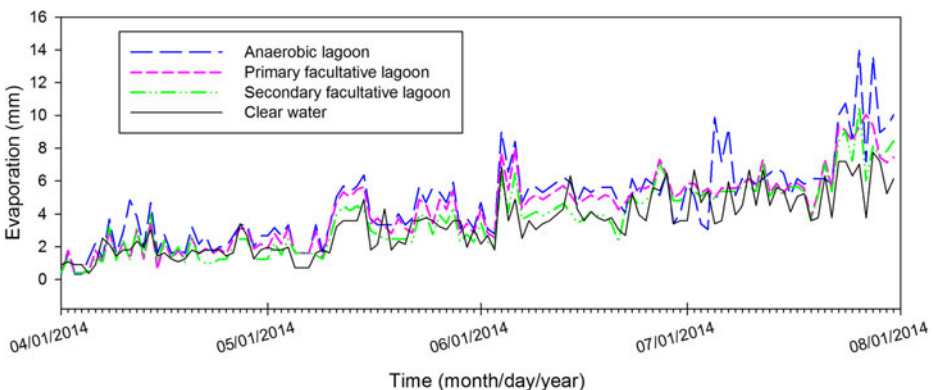 16
14
12
10
8
6
4
2
0
Evaporation (mm)
Anaerobic lagoon
Primary facultative lagoon
Secondary facultative lagoon
Clear water
04/01/2014
05/01/2014
06/01/2014
07/01/2014
08/01/2014
Time (month/day/year)